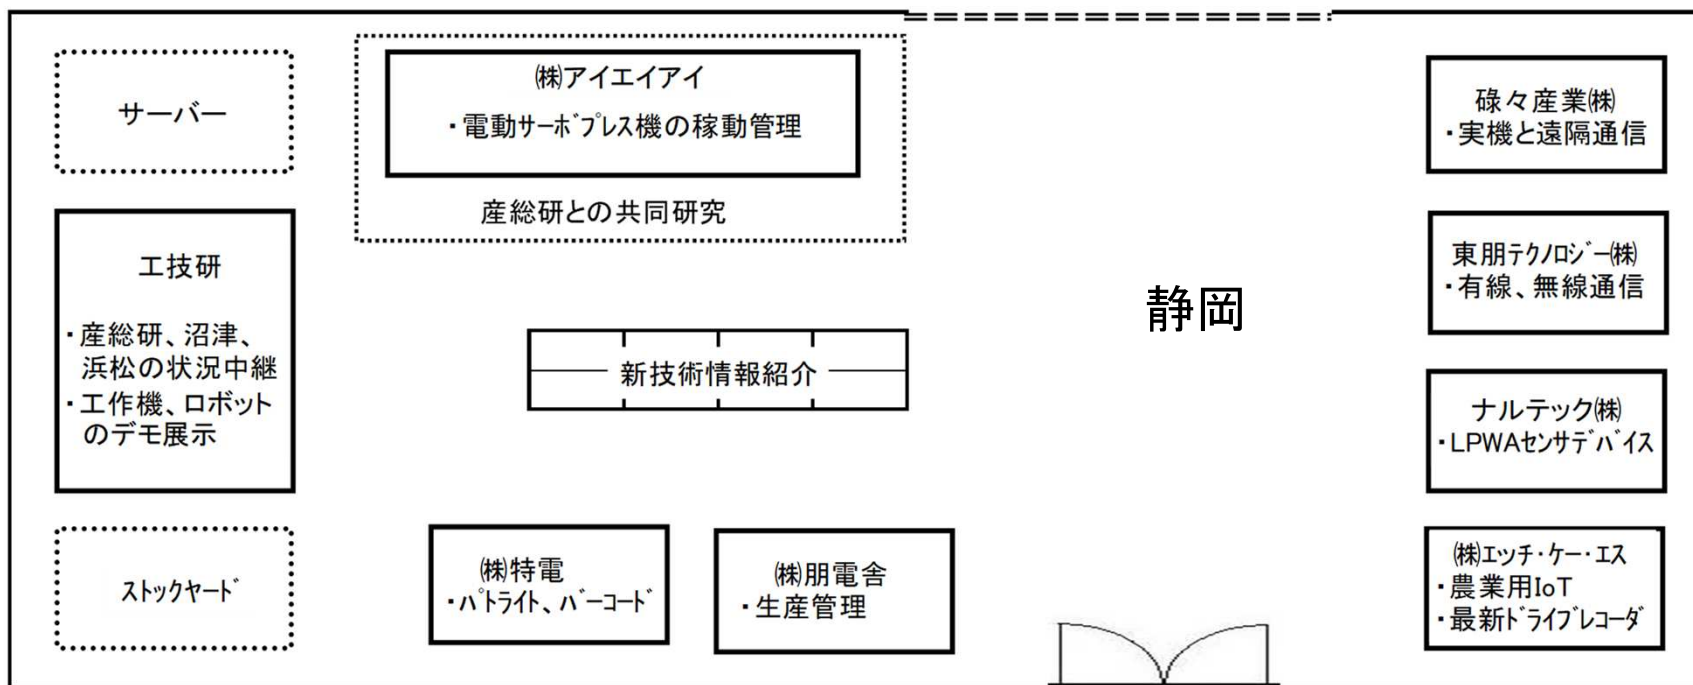 サーバー
㈱アイエイアイ
・電動ｻｰﾎﾞﾌﾟﾚｽ機の稼動管理
産総研との共同研究
工技研
・産総研、沼津、
浜松の状況中継
・工作機、ロボット
のデモ展示
ｽﾄｯｸﾔｰﾄﾞ
新技術情報紹介
㈱特電
・ﾊﾟﾄﾗｲﾄ、ﾊﾞｰｺｰﾄﾞ
㈱朋電舎
・生産管理
静岡
碌々産業㈱
・実機と遠隔通信
東朋ﾃｸﾉﾛｼﾞｰ㈱
・有線、無線通信
ナルテック㈱
・LPWAｾﾝｻﾃﾞﾊﾞｲｽ
㈱ｴｯﾁ・ｹｰ・ｴｽ
・農業用IoT
・最新ﾄﾞﾗｲﾌﾞﾚｺｰﾀﾞ